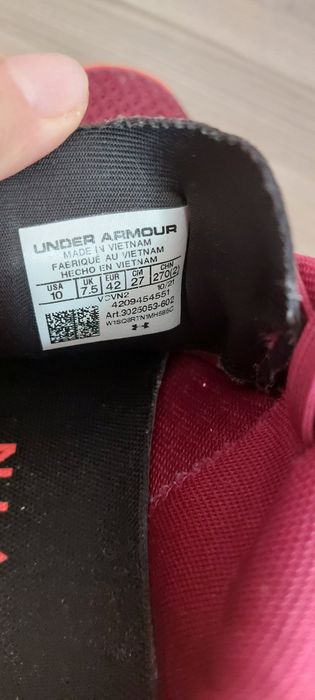 UNDER ARMOUR
MADE IN VIETNAM
FABRIQUÉ AU VIETNAM
HECHO EN VIETNAM
USA UK EUR CM CHN
10 7.5 42 27 270(2)
VCVN2 10/21
4209454551
Art.3025053-602